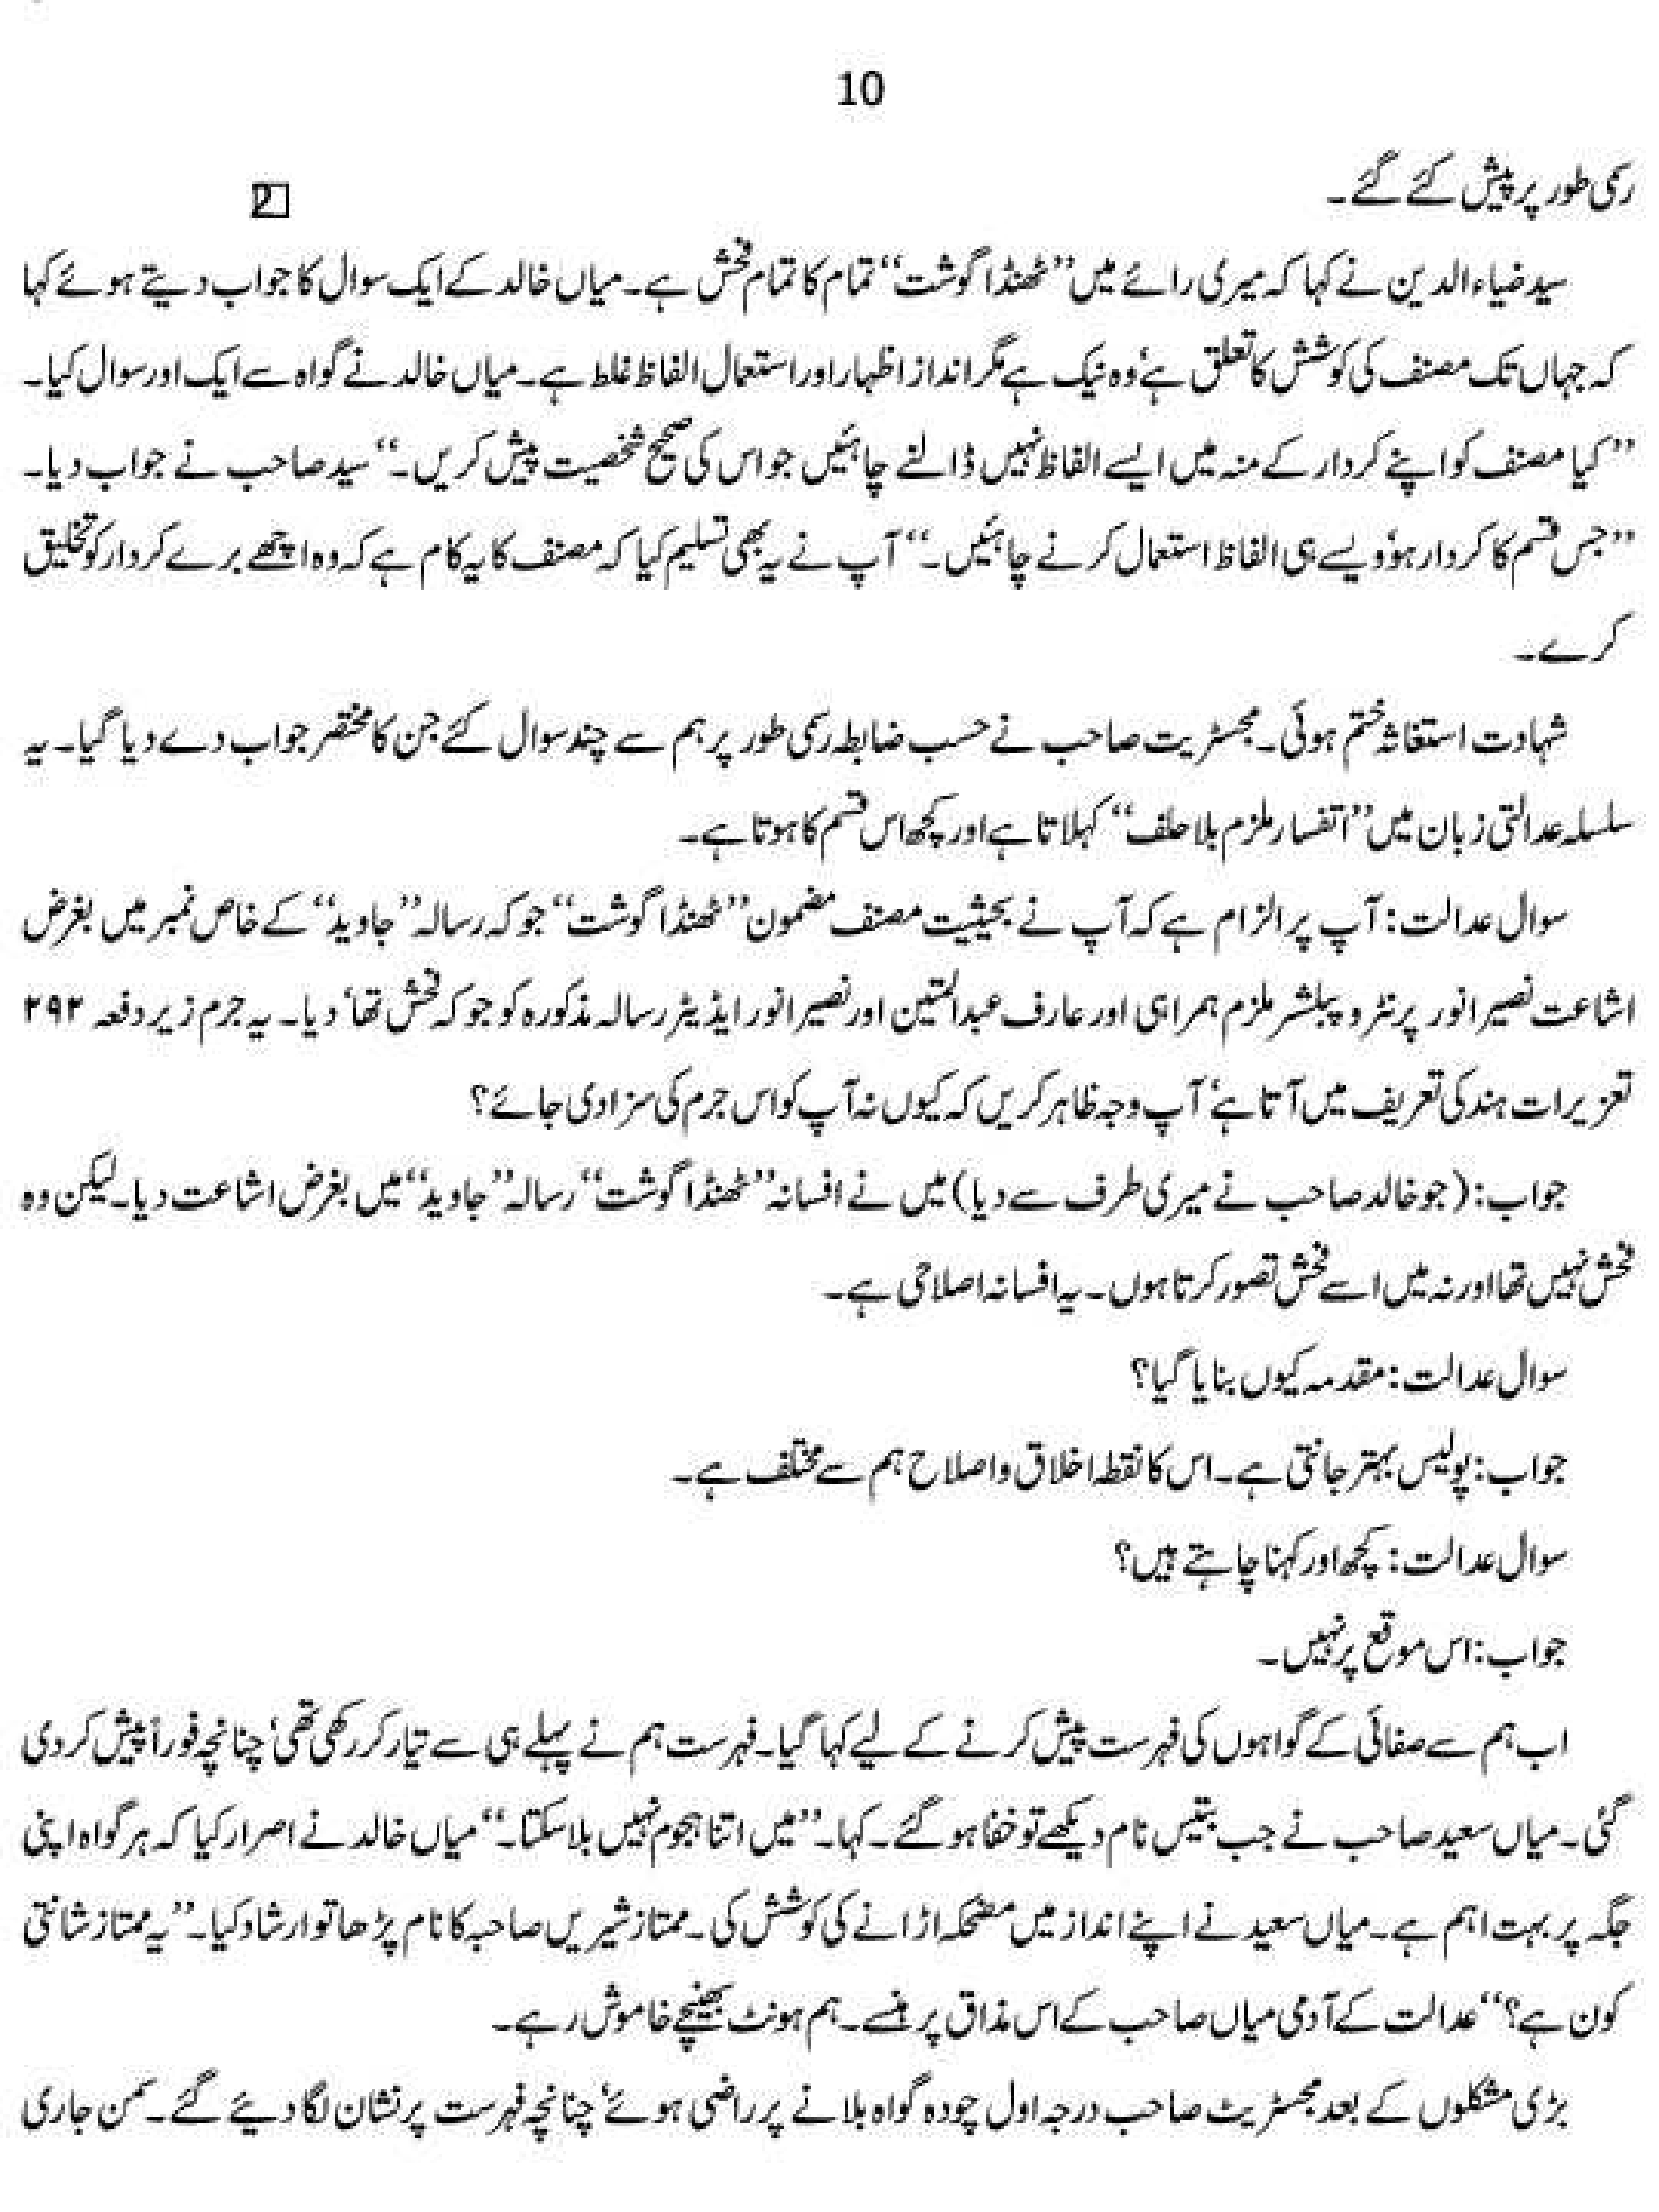 10
رسمی طور پر پیش کئے گئے۔
سید ضیاء الدین نے کہا کہ میری رائے میں ’’ٹھنڈا گوشت‘‘ تمام کا تمام فحش ہے۔ میاں خالد کے ایک سوال کا جواب دیتے ہوئے کہا
کہ جہاں تک مصنف کی کوشش کا تعلق ہے‘ وہ نیک ہے مگر انداز اظہار اور استعمال الفاظ غلط ہے۔ میاں خالد نے گواہ سے ایک اور سوال کیا۔
’’کیا مصنف کو اپنے کردار کے منہ میں ایسے الفاظ نہیں ڈالنے چاہئیں جو اس کی صحیح شخصیت پیش کریں۔‘‘ سید صاحب نے جواب دیا۔
’’جس قسم کا کردار ہو‘ ویسے ہی الفاظ استعمال کرنے چاہئیں۔‘‘ آپ نے یہ بھی تسلیم کیا کہ مصنف کا یہ کام ہے کہ وہ اچھے برے کردار کو تخلیق
کرے۔
شہادت استغاثہ ختم ہوئی۔ مجسٹریٹ صاحب نے حسب ضابطہ رسمی طور پر ہم سے چند سوال کئے جن کا مختصر جواب دے دیا گیا۔ یہ
سلسلہ عدالتی زبان میں ’’اتفسار ملزم بلا حلف‘‘ کہلاتا ہے اور کچھ اس قسم کا ہوتا ہے۔
سوال عدالت: آپ پر الزام ہے کہ آپ نے بحیثیت مصنف مضمون ’’ٹھنڈا گوشت‘‘ جو کہ رسالہ ’’جاوید‘‘ کے خاص نمبر میں بغرض
اشاعت نصیر انور پرنٹر و پبلشر ملزم ہمراہی اور عارف عبدالمتین اور نصیر انور ایڈیٹر رسالہ مذکورہ کو جو کہ فحش تھا‘ دیا۔ یہ جرم زیر دفعہ ۲۹۲
تعزیرات ہند کی تعریف میں آتا ہے‘ آپ وجہ ظاہر کریں کہ کیوں نہ آپ کو اس جرم کی سزا دی جائے؟
جواب: (جو خالد صاحب نے میری طرف سے دیا) میں نے افسانہ ’’ٹھنڈا گوشت‘‘ رسالہ ’’جاوید‘‘ میں بغرض اشاعت دیا۔ لیکن وہ
فحش نہیں تھا اور نہ میں اسے فحش تصور کرتا ہوں۔ یہ افسانہ اصلاحی ہے۔
سوال عدالت: مقدمہ کیوں بنایا گیا؟
جواب: پولیس بہتر جانتی ہے۔ اس کا نقطہ اخلاق و اصلاح ہم سے مختلف ہے۔
سوال عدالت: کچھ اور کہنا چاہتے ہیں؟
جواب: اس موقع پر نہیں۔
اب ہم سے صفائی کے گواہوں کی فہرست پیش کرنے کے لیے کہا گیا۔ فہرست ہم نے پہلے ہی سے تیار کر رکھی تھی‘ چنانچہ فوراً پیش کر دی
گئی۔ میاں سعید صاحب نے جب بتیس نام دیکھے تو خفا ہو گئے۔ کہا۔ ’’میں اتنا ہجوم نہیں بلا سکتا۔‘‘ میاں خالد نے اصرار کیا کہ ہر گواہ اپنی
جگہ پر بہت اہم ہے۔ میاں سعید نے اپنے انداز میں مضحکہ اڑانے کی کوشش کی۔ ممتاز شیریں صاحبہ کا نام پڑھا تو ارشاد کیا۔ ’’یہ ممتاز شانتی
کون ہے؟‘‘ عدالت کے آدمی میاں صاحب کے اس مذاق پر ہنسے۔ ہم ہونٹ بھینچے خاموش رہے۔
بڑی مشکلوں کے بعد مجسٹریٹ صاحب درجہ اول چودہ گواہ بلانے پر راضی ہوئے‘ چنانچہ فہرست پر نشان لگا دیئے گئے۔ سمن جاری